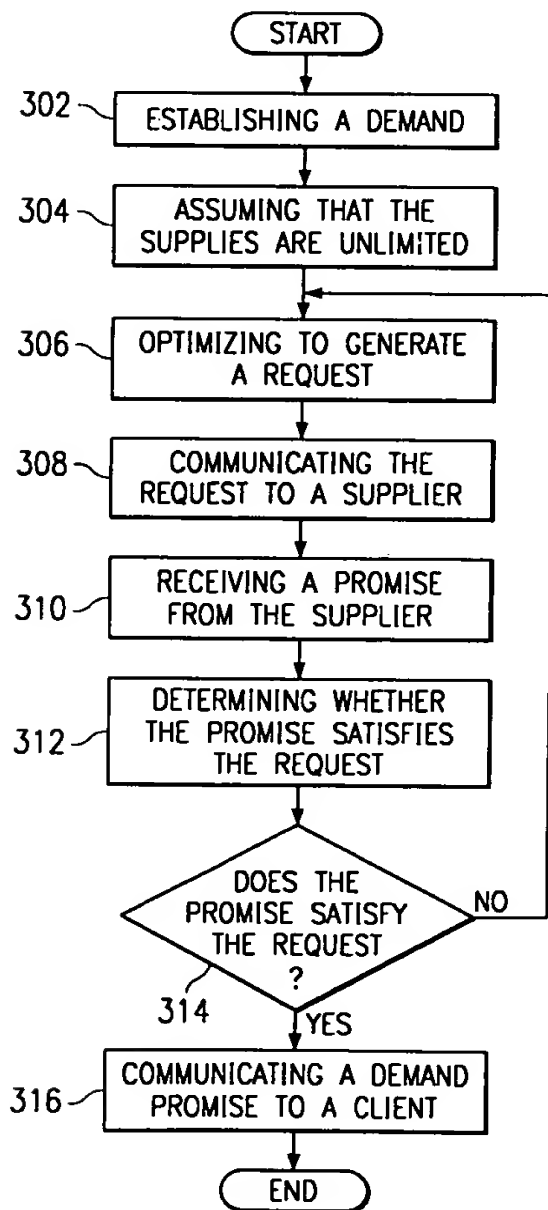 START
302
ESTABLISHING A DEMAND
304
ASSUMING THAT THE
SUPPLIES ARE UNLIMITED
306
OPTIMIZING TO GENERATE
A REQUEST
308
COMMUNICATING THE
REQUEST TO A SUPPLIER
310
RECEIVING A PROMISE
FROM THE SUPPLIER
312
DETERMINING WHETHER
THE PROMISE SATISFIES
THE REQUEST
DOES THE
PROMISE SATISFY
THE REQUEST
?
NO
314
YES
316
COMMUNICATING A DEMAND
PROMISE TO A CLIENT
END